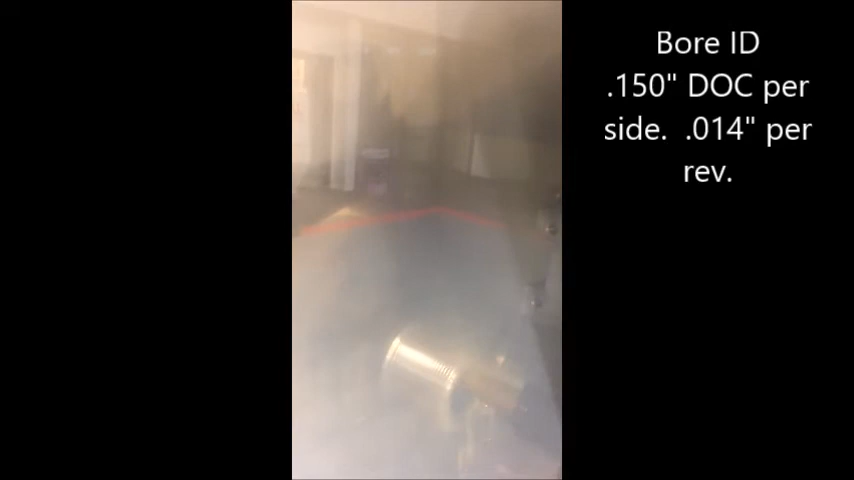 Bore ID
.150" DOC per
side.  .014" per
rev.